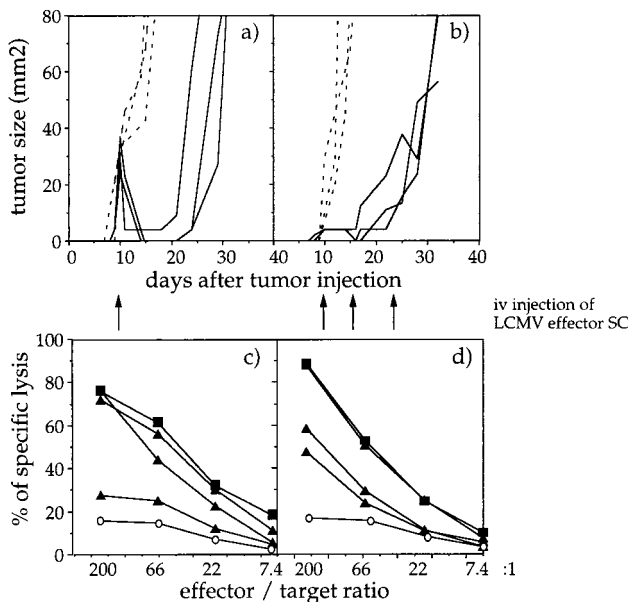 a)
b)
80
60
40
20
0
tumor size (mm2)
0 10 20 30 40 0 10 20 30 40
days after tumor injection
iv injection of
LCMV effector SC
c)
d)
100
80
60
40
20
0
% of specific lysis
200 66 22 7.4 200 66 22 7.4 :1
effector / target ratio